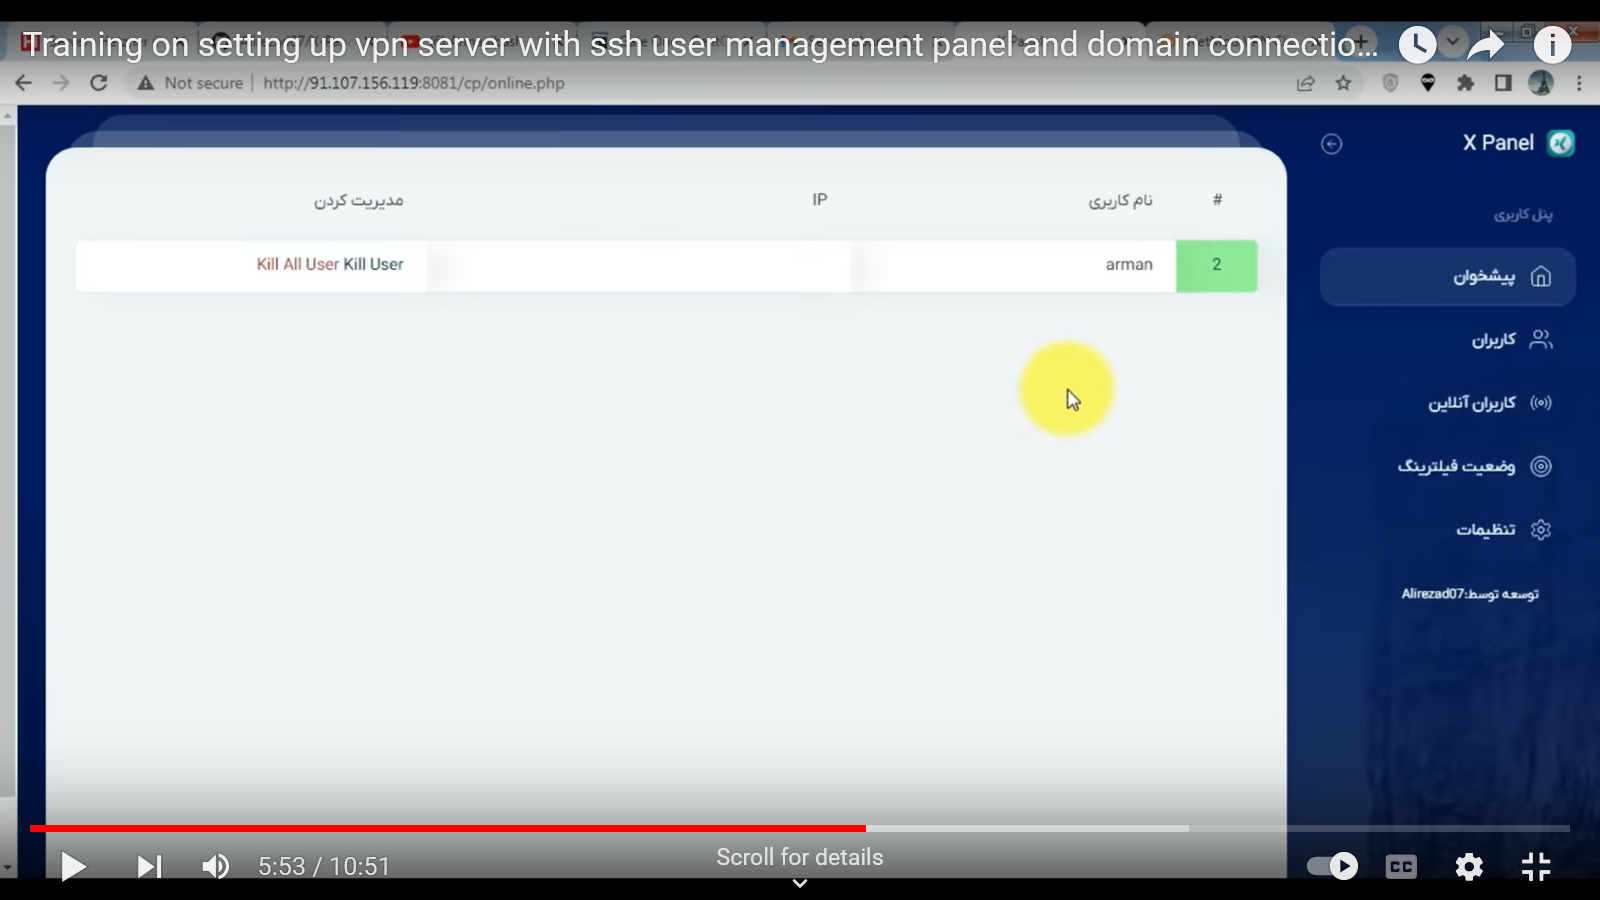 Training on setting up vpn server with ssh user management panel and domain connectio...
Not secure | http://91.107.156.119:8081/cp/online.php
X Panel
پنل کاربری
پیشخوان
کاربران
کاربران آنلاین
وضعیت فیلترینگ
تنظیمات
توسعه توسط:Alirezad07
# نام کاربری IP مدیریت کردن
2 arman Kill User Kill All User
5:53 / 10:51
Scroll for details
CC